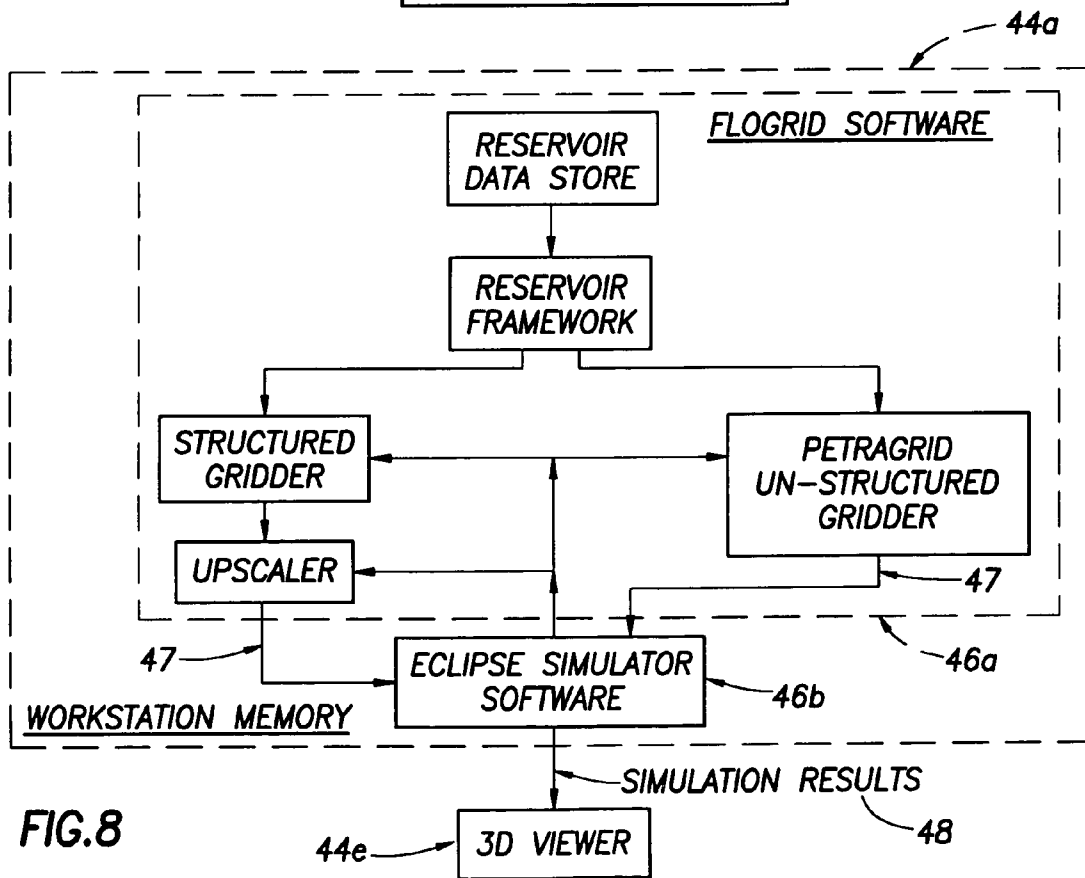 44a
FLOGRID SOFTWARE
RESERVOIR
DATA STORE
RESERVOIR
FRAMEWORK
STRUCTURED
GRIDDER
PETRAGRID
UN-STRUCTURED
GRIDDER
UPSCALER
47
47
46a
ECLIPSE SIMULATOR
SOFTWARE
46b
WORKSTATION MEMORY
SIMULATION RESULTS
48
FIG.8
44e
3D VIEWER